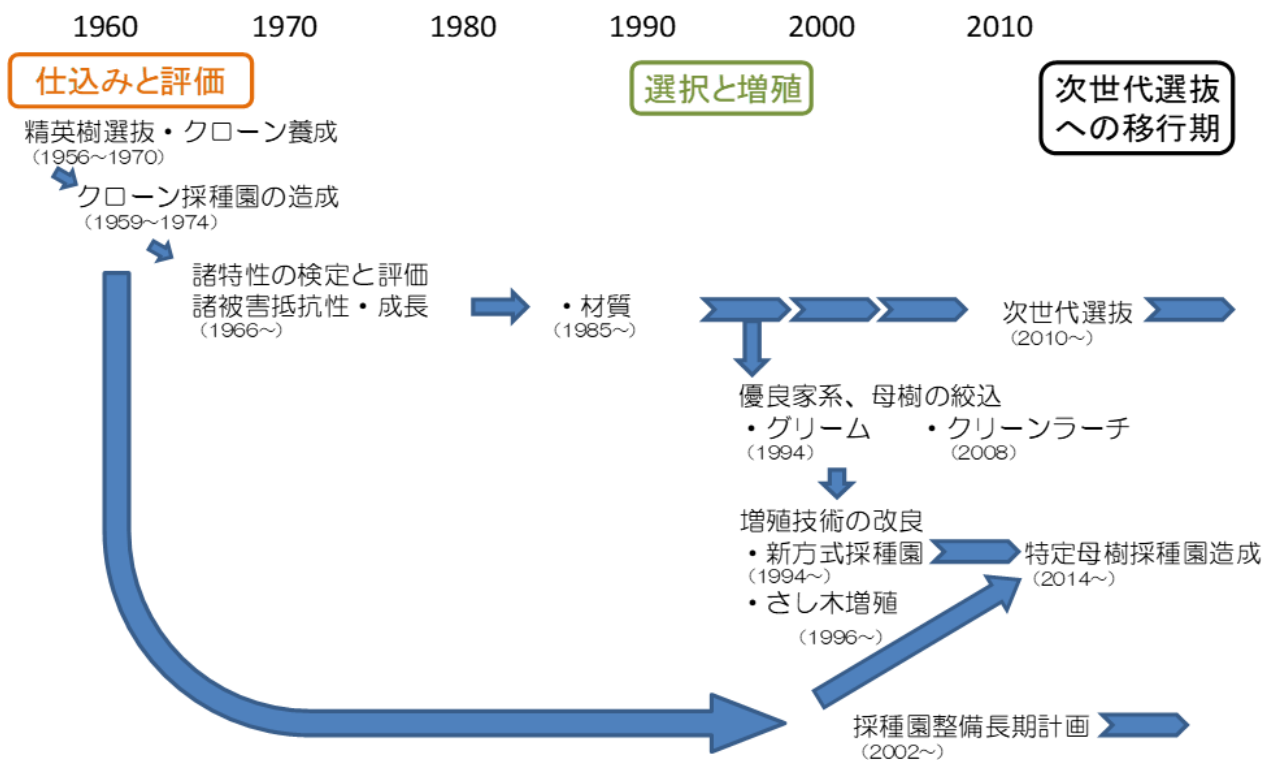 1960 1970 1980 1990 2000 2010
仕込みと評価
選択と増殖
次世代選抜
への移行期
精英樹選抜・クローン養成
（1956～1970）
クローン採種園の造成
（1959～1974）
諸特性の検定と評価
諸被害抵抗性・成長
（1966～）
・材質
（1985～）
次世代選抜
（2010～）
優良家系、母樹の絞込
・グリーム ・クリーンラーチ
（1994） （2008）
増殖技術の改良
・新方式採種園
（1994～）
・さし木増殖
（1996～）
特定母樹採種園造成
（2014～）
採種園整備長期計画
（2002～）